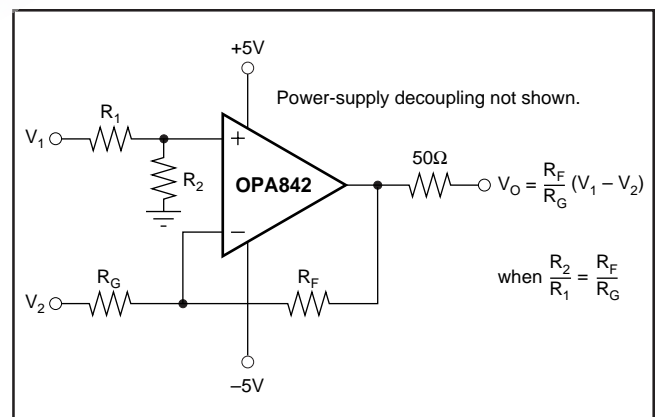 +5V
Power-supply decoupling not shown.
R1
V1
+
R2
OPA842
50Ω
VO = RF/RG (V1 – V2)
–
when R2/R1 = RF/RG
RG
V2
RF
–5V